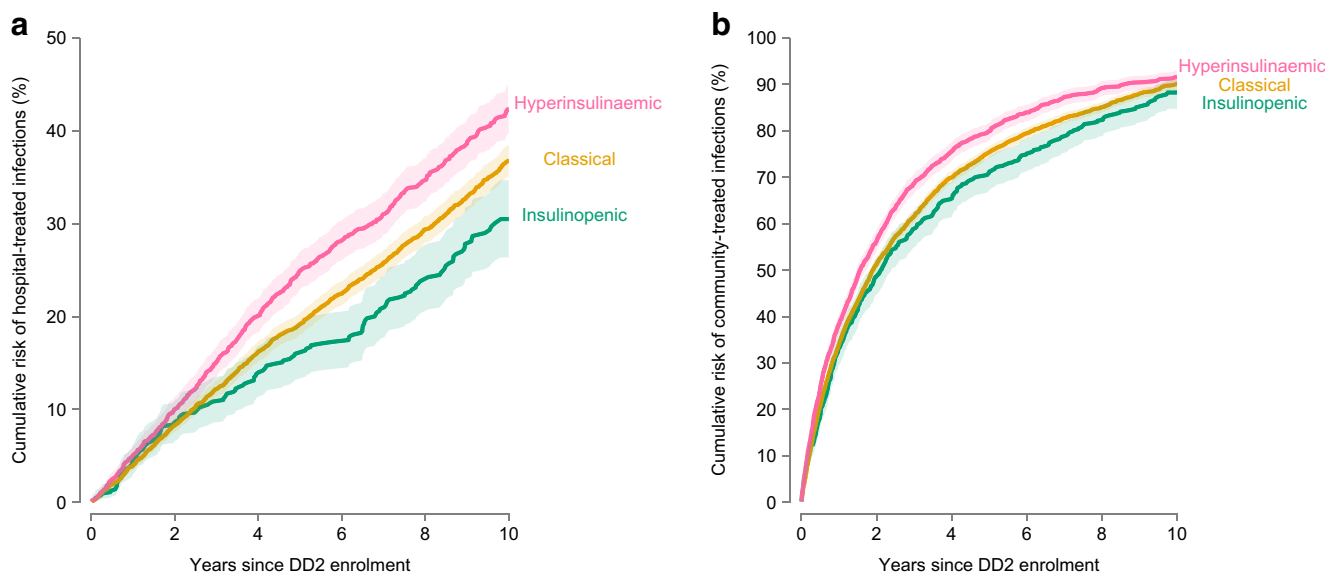 a
Cumulative risk of hospital-treated infections (%)
50
40
30
20
10
0
0 2 4 6 8 10
Years since DD2 enrolment
Hyperinsulinaemic
Classical
Insulinopenic
b
Cumulative risk of community-treated infections (%)
100
90
80
70
60
50
40
30
20
10
0
0 2 4 6 8 10
Years since DD2 enrolment
Hyperinsulinaemic
Classical
Insulinopenic